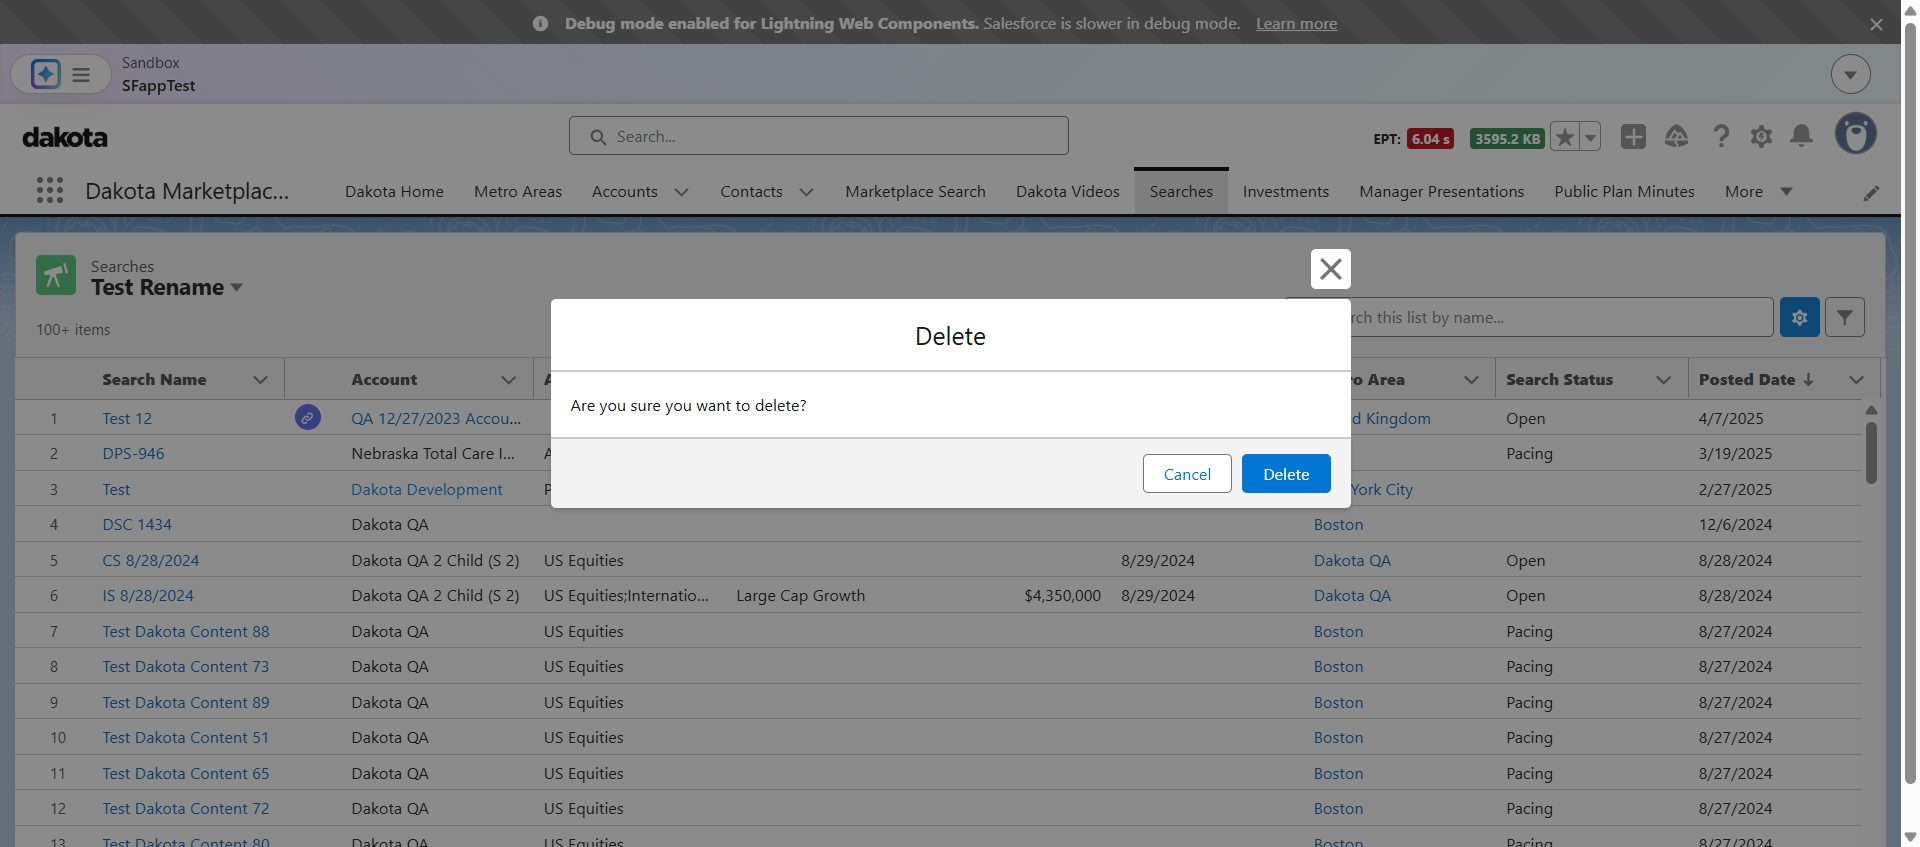 Debug mode enabled for Lightning Web Components. Salesforce is slower in debug mode. Learn more
Sandbox
SFappTest
dakota
Search...
EPT: 6.04 s 3595.2 KB
Dakota Marketplac...
Dakota Home Metro Areas Accounts Contacts Marketplace Search Dakota Videos Searches Investments Manager Presentations Public Plan Minutes More
Searches
Test Rename
100+ items
this list by name...
Search Name Account Area Search Status Posted Date
1 Test 12 QA 12/27/2023 Accou... Kingdom Open 4/7/2025
2 DPS-946 Nebraska Total Care I... Pacing 3/19/2025
3 Test Dakota Development York City 2/27/2025
Delete
Are you sure you want to delete?
Cancel Delete
4 DSC 1434 Dakota QA Boston 12/6/2024
5 CS 8/28/2024 Dakota QA 2 Child (S 2) US Equities 8/29/2024 Dakota QA Open 8/28/2024
6 IS 8/28/2024 Dakota QA 2 Child (S 2) US Equities;Internatio... Large Cap Growth $4,350,000 8/29/2024 Dakota QA Open 8/28/2024
7 Test Dakota Content 88 Dakota QA US Equities Boston Pacing 8/27/2024
8 Test Dakota Content 73 Dakota QA US Equities Boston Pacing 8/27/2024
9 Test Dakota Content 89 Dakota QA US Equities Boston Pacing 8/27/2024
10 Test Dakota Content 51 Dakota QA US Equities Boston Pacing 8/27/2024
11 Test Dakota Content 65 Dakota QA US Equities Boston Pacing 8/27/2024
12 Test Dakota Content 72 Dakota QA US Equities Boston Pacing 8/27/2024
13 Test Dakota Content 80 Dakota QA US Equities Boston Pacing 8/27/2024